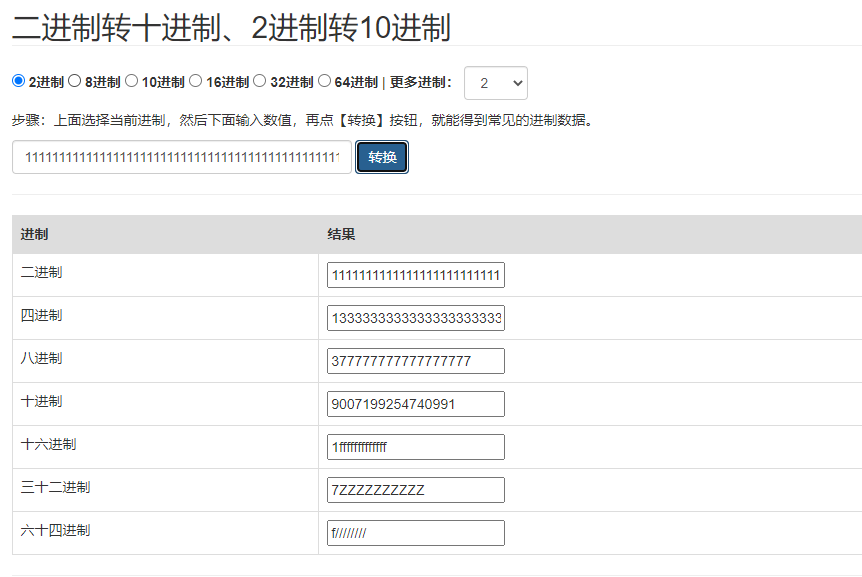 二进制转十进制、2进制转10进制
2进制 8进制 10进制 16进制 32进制 64进制 | 更多进制： 2
步骤：上面选择当前进制，然后下面输入数值，再点【转换】按钮，就能得到常见的进制数据。
1111111111111111111111111111111111111111111111 转换
进制 结果
二进制 1111111111111111111111111
四进制 1333333333333333333333
八进制 377777777777777777
十进制 9007199254740991
十六进制 1fffffffffffff
三十二进制 7ZZZZZZZZZZ
六十四进制 f////////